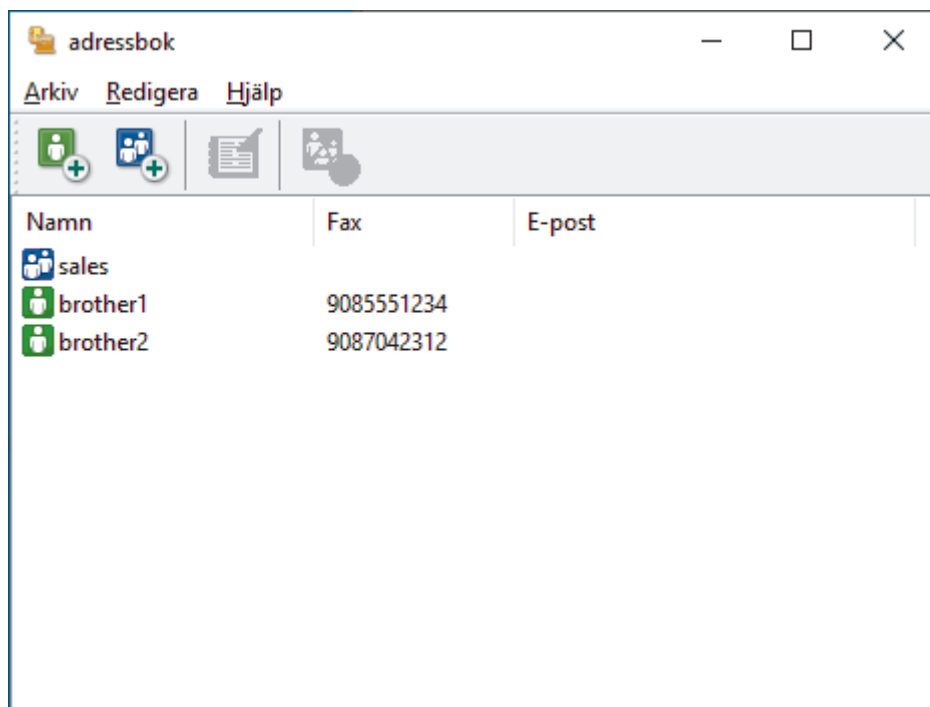 adressbok
Arkiv Redigera Hjälp
Namn Fax E-post
sales
brother1 9085551234
brother2 9087042312